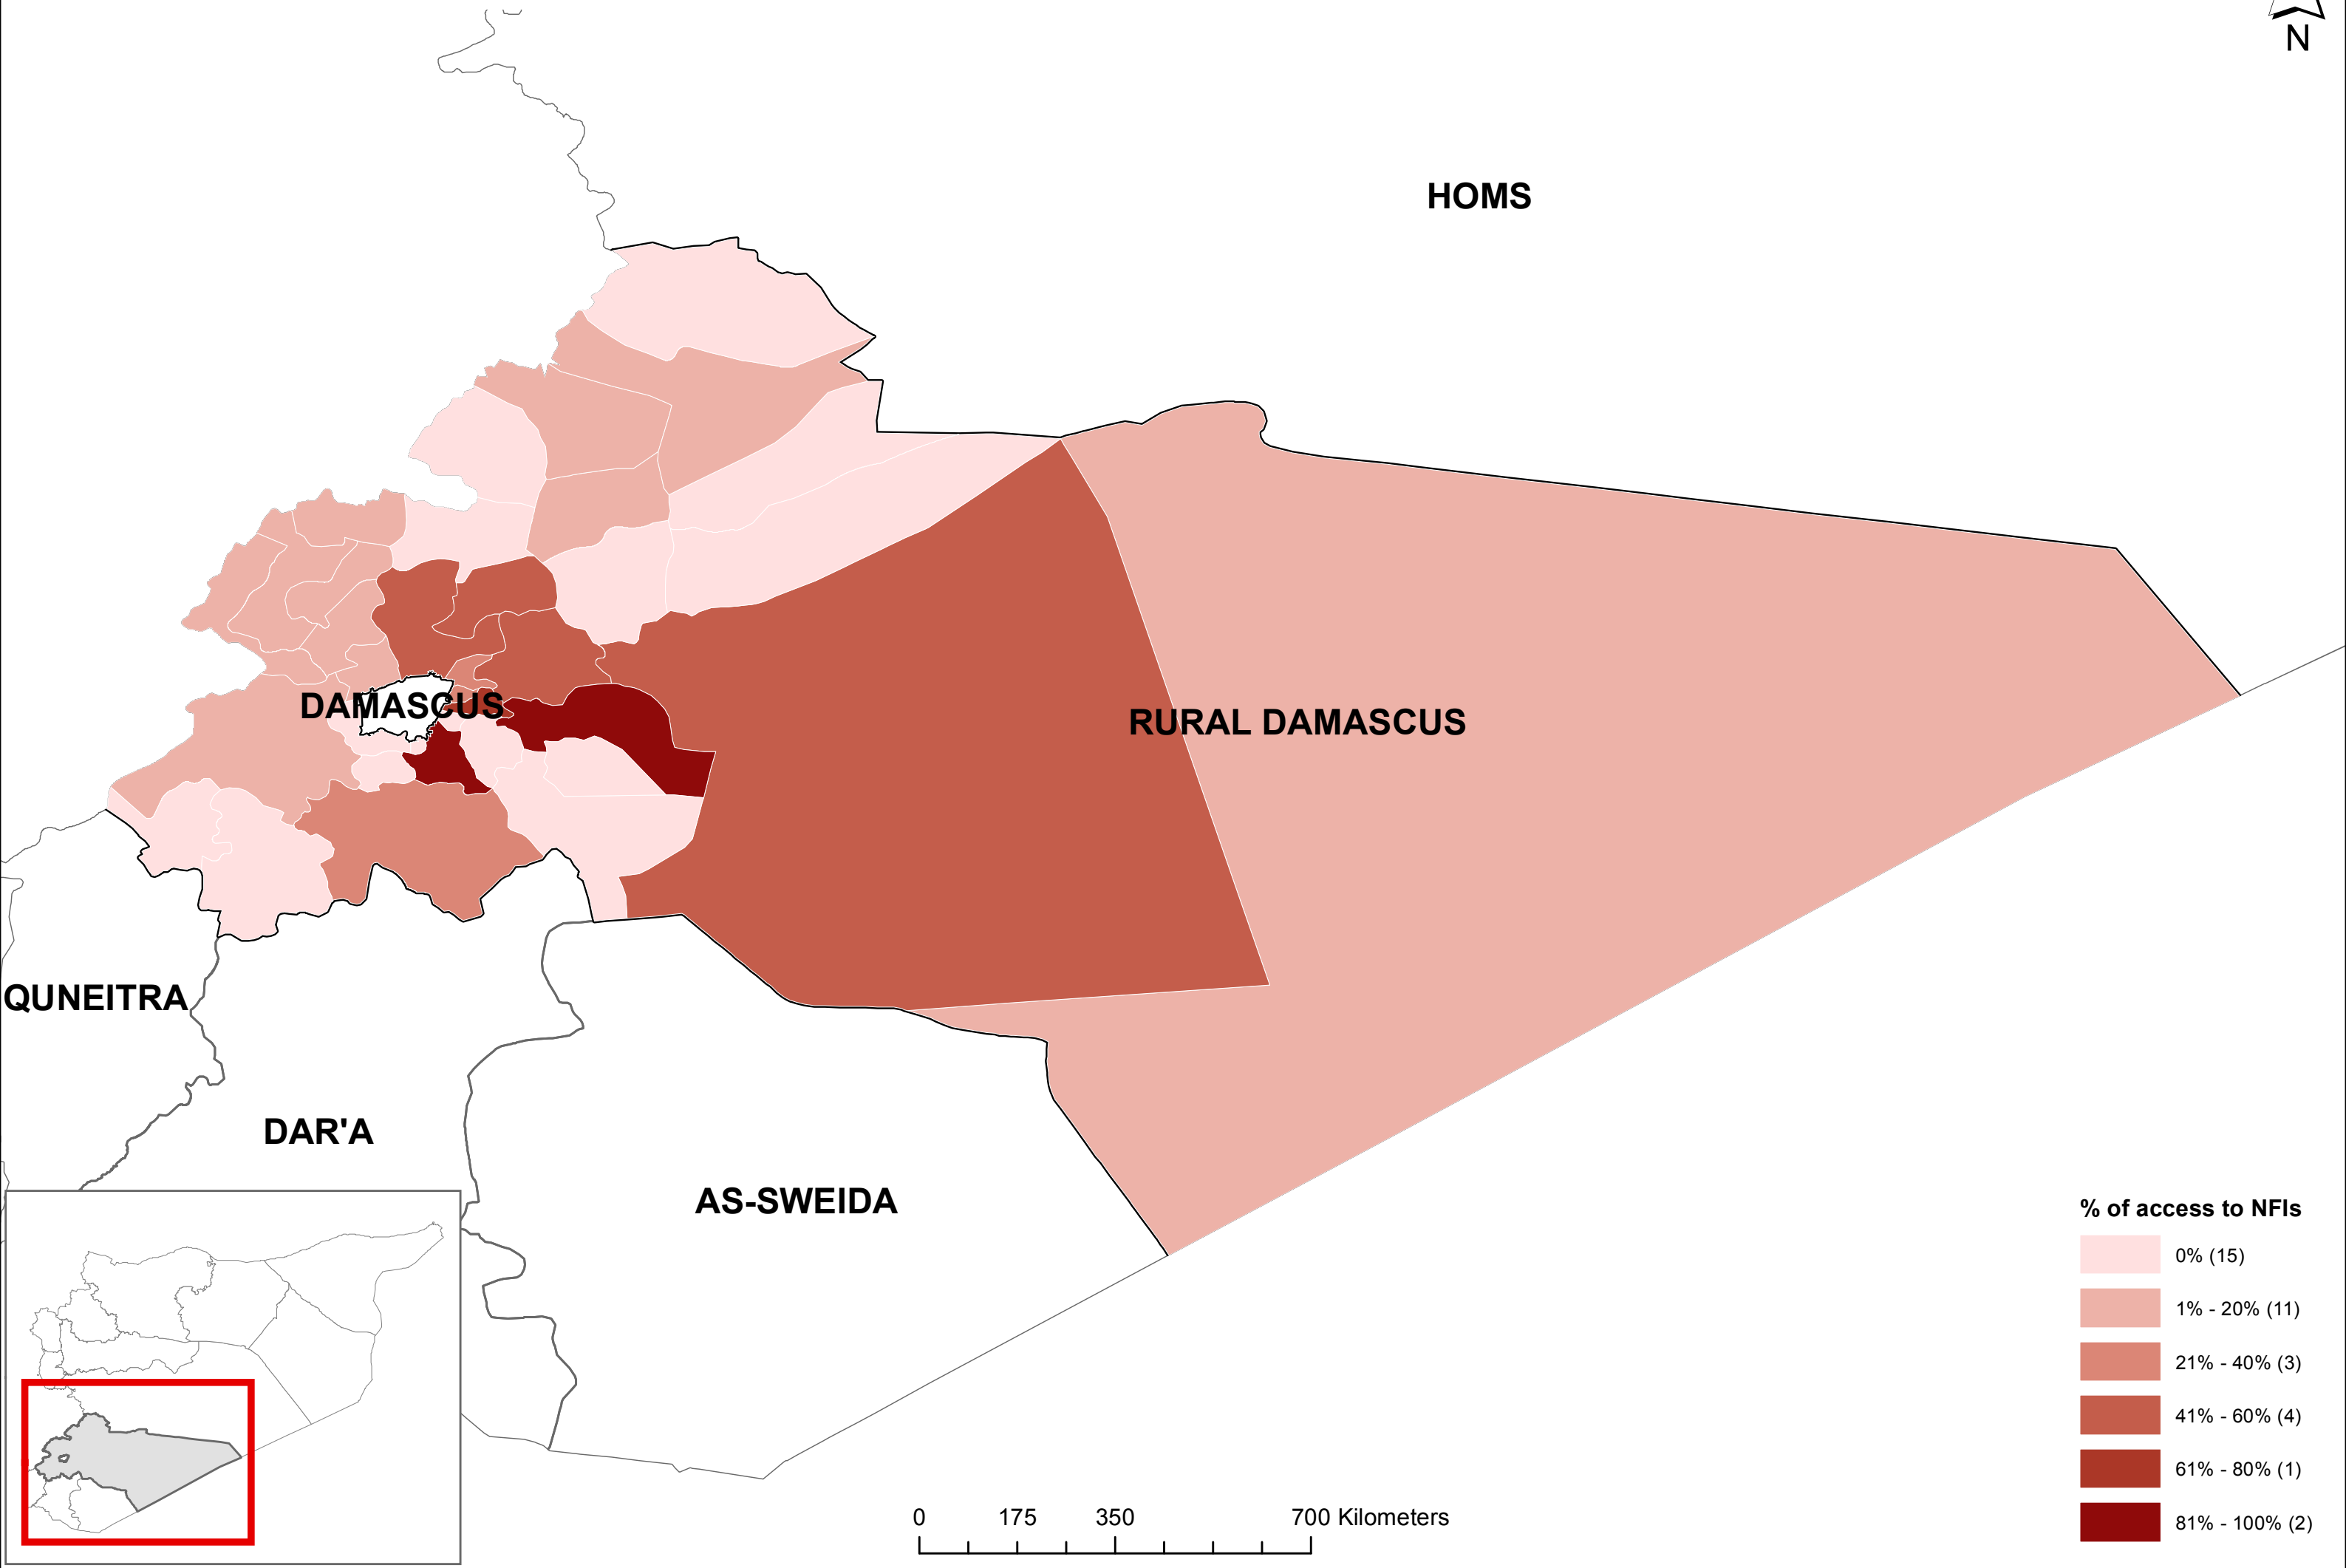 N
HOMS
DAMASCUS
RURAL DAMASCUS
QUNEITRA
DAR'A
AS-SWEIDA
% of access to NFIs
0% (15)
1% - 20% (11)
21% - 40% (3)
41% - 60% (4)
61% - 80% (1)
81% - 100% (2)
0 175 350 700 Kilometers